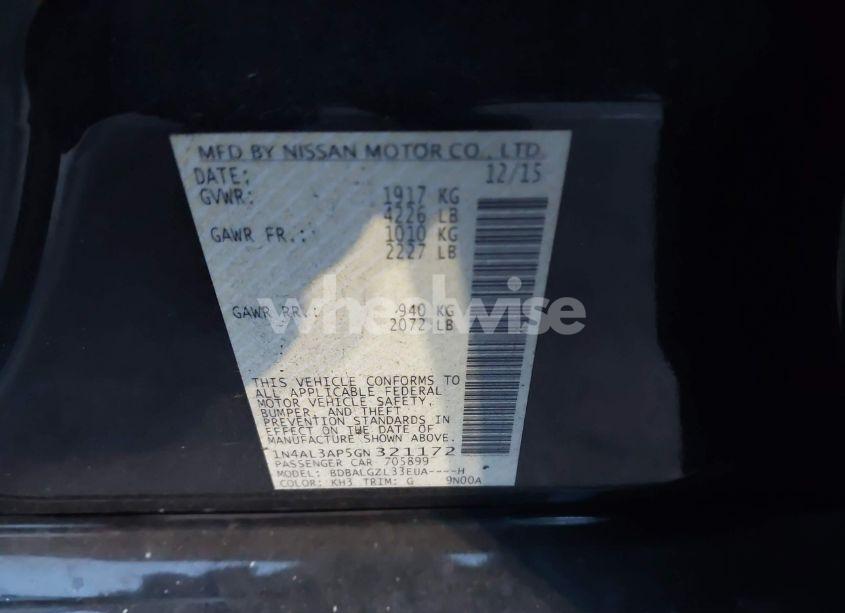 MFD BY NISSAN MOTOR CO., LTD.
DATE: 12/15
GVWR: 1917 KG
4226 LB
GAWR FR.: 1010 KG
2227 LB
GAWR RR.: 940 KG
2072 LB
wheelwise
THIS VEHICLE CONFORMS TO
ALL APPLICABLE FEDERAL
MOTOR VEHICLE SAFETY,
BUMPER, AND THEFT
PREVENTION STANDARDS IN
EFFECT ON THE DATE OF
MANUFACTURE SHOWN ABOVE.
1N4AL3AP5GN321172
PASSENGER CAR 705899
MODEL: BDBALGZL33EUA----H
COLOR: KH3 TRIM: G 9N00A